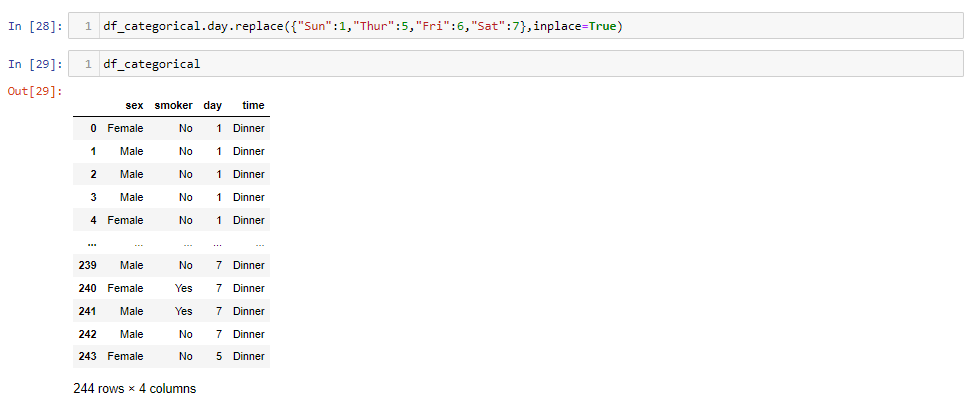 In [28]: 1 df_categorical.day.replace({"Sun":1,"Thur":5,"Fri":6,"Sat":7},inplace=True)
In [29]: 1 df_categorical
Out[29]:
sex smoker day time
0 Female No 1 Dinner
1 Male No 1 Dinner
2 Male No 1 Dinner
3 Male No 1 Dinner
4 Female No 1 Dinner
... ... ... ... ...
239 Male No 7 Dinner
240 Female Yes 7 Dinner
241 Male Yes 7 Dinner
242 Male No 7 Dinner
243 Female No 5 Dinner
244 rows × 4 columns